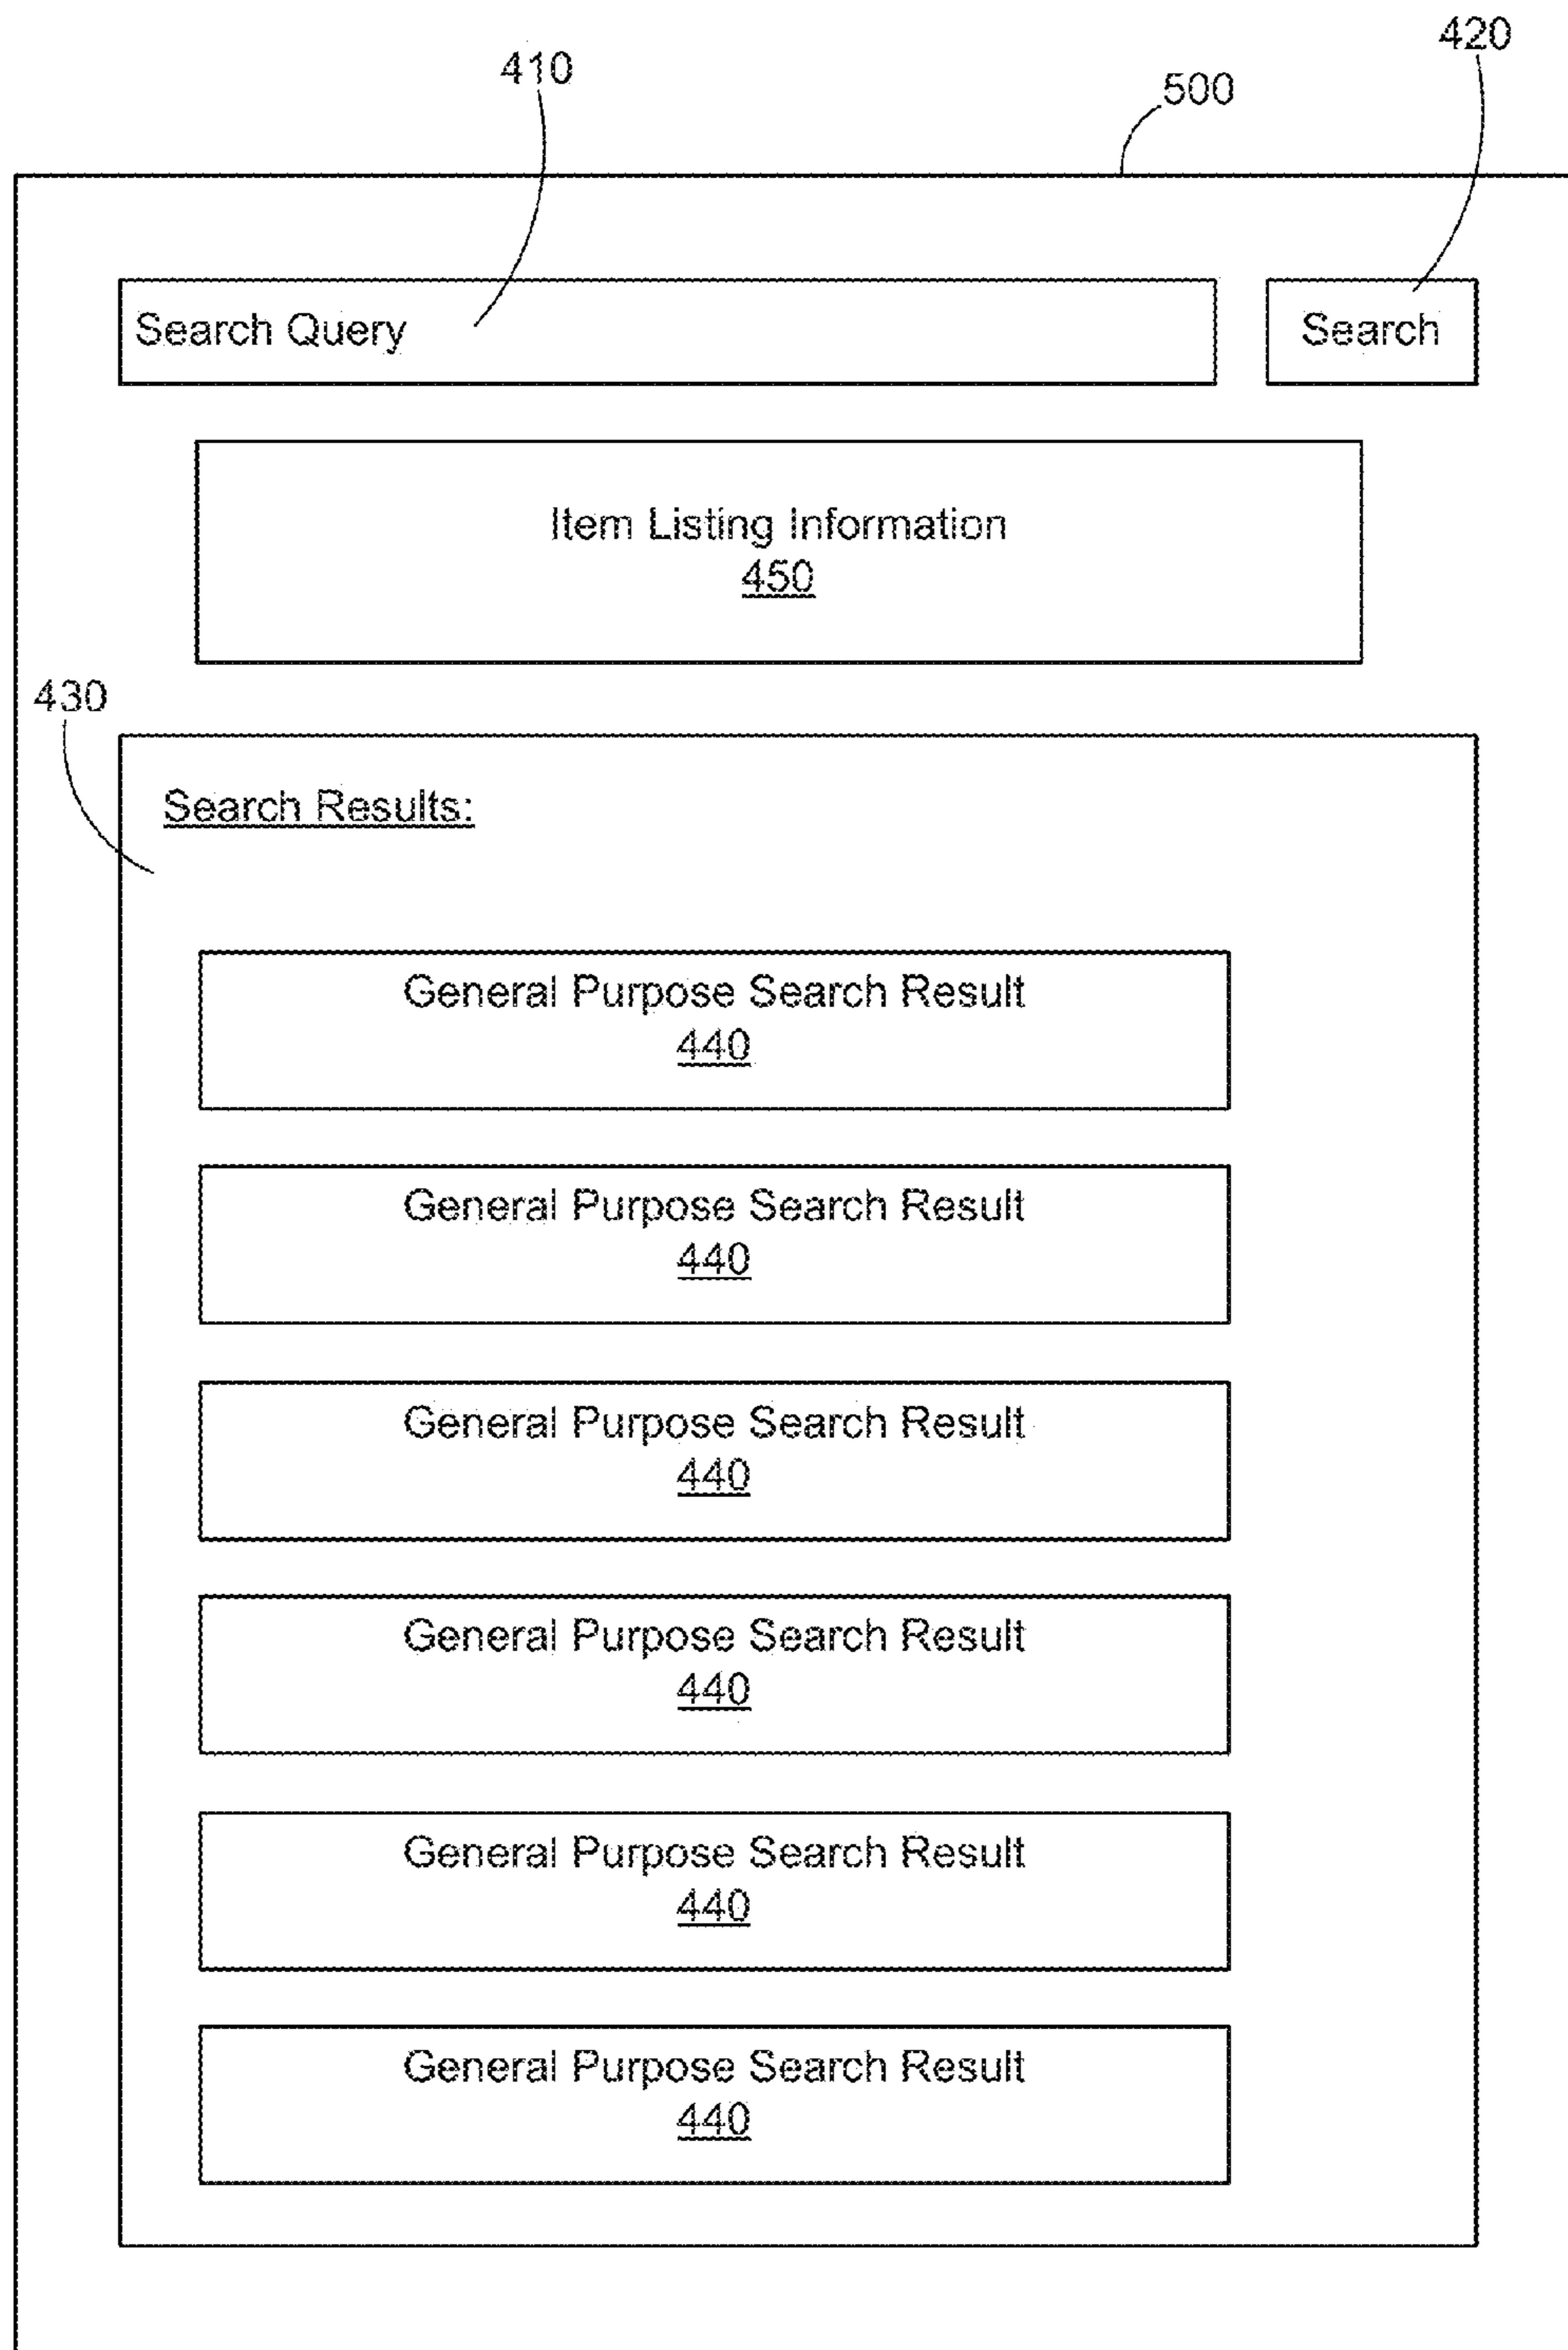 420
410
500
Search Query
Search
Item Listing Information
450
430
Search Results:
General Purpose Search Result
440
General Purpose Search Result
440
General Purpose Search Result
440
General Purpose Search Result
440
General Purpose Search Result
440
General Purpose Search Result
440